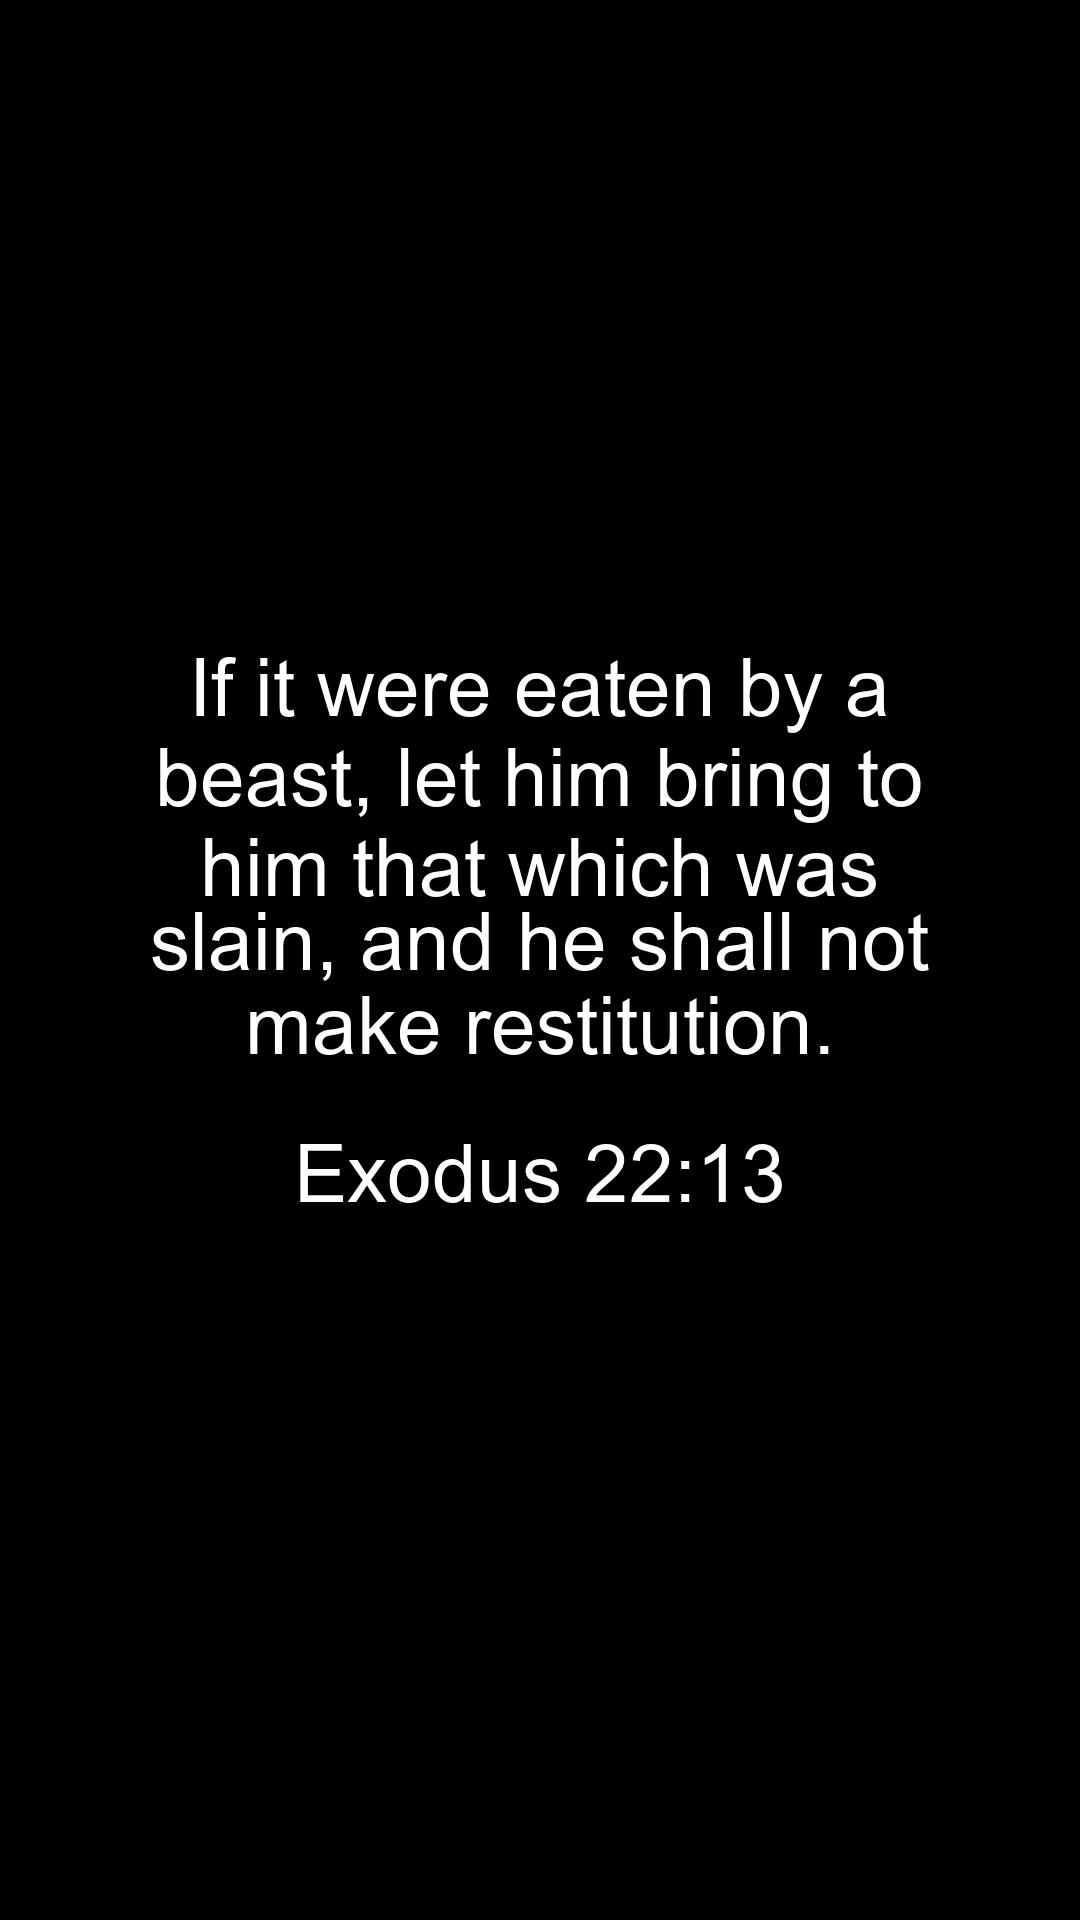 If it were eaten by a
beast, let him bring to
him that which was
slain, and he shall not
make restitution.
Exodus 22:13